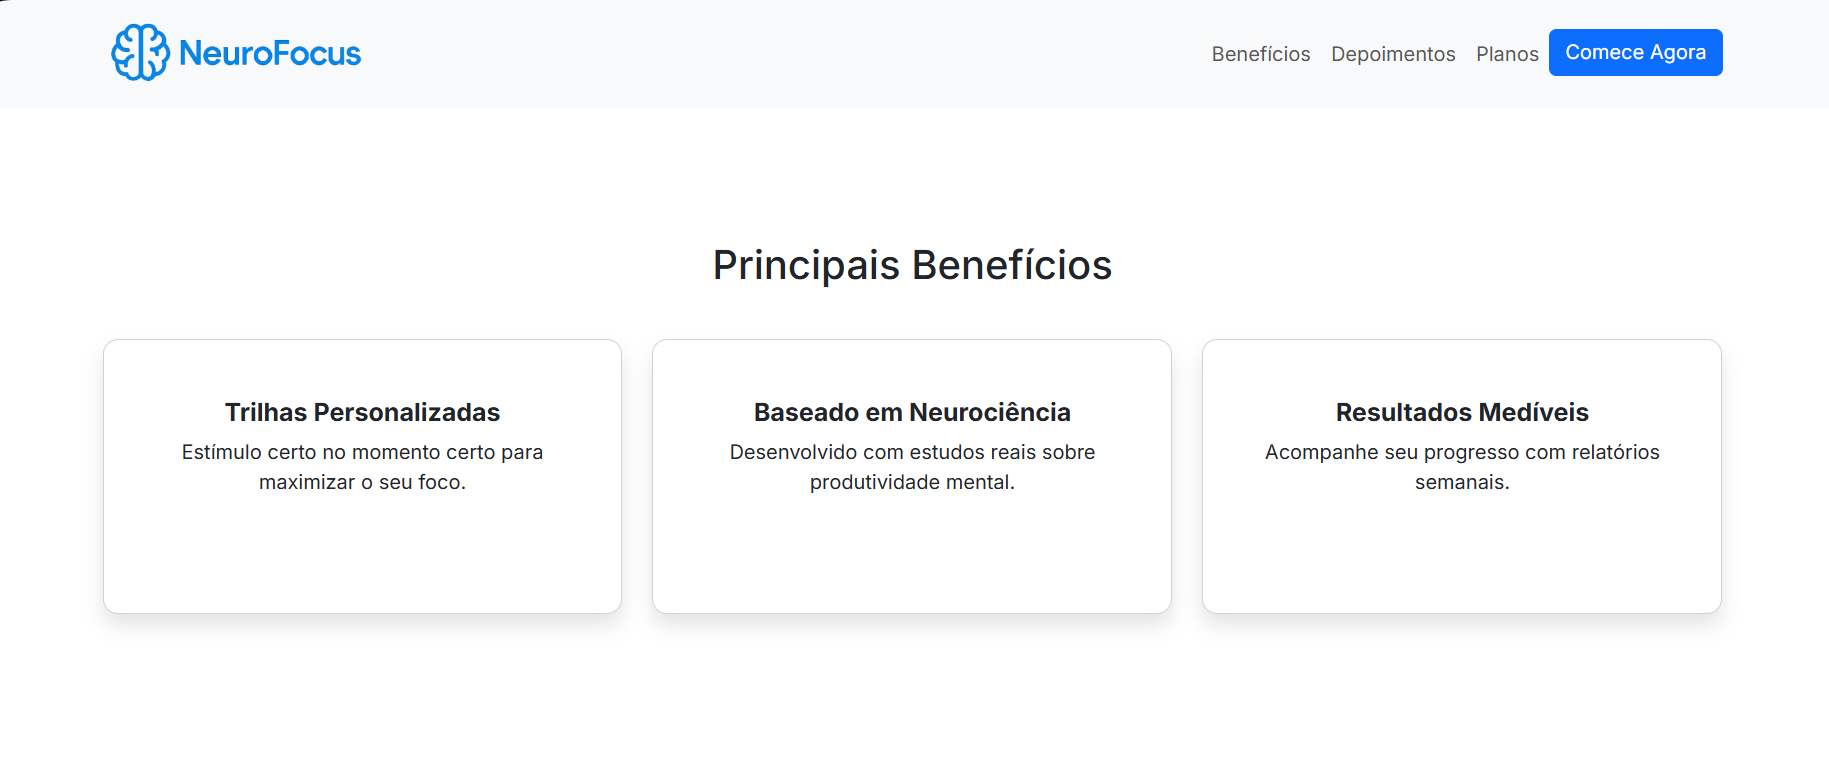 NeuroFocus
Benefícios
Depoimentos
Planos
Comece Agora
Principais Benefícios
Trilhas Personalizadas
Estímulo certo no momento certo para
maximizar o seu foco.
Baseado em Neurociência
Desenvolvido com estudos reais sobre
produtividade mental.
Resultados Medíveis
Acompanhe seu progresso com relatórios
semanais.